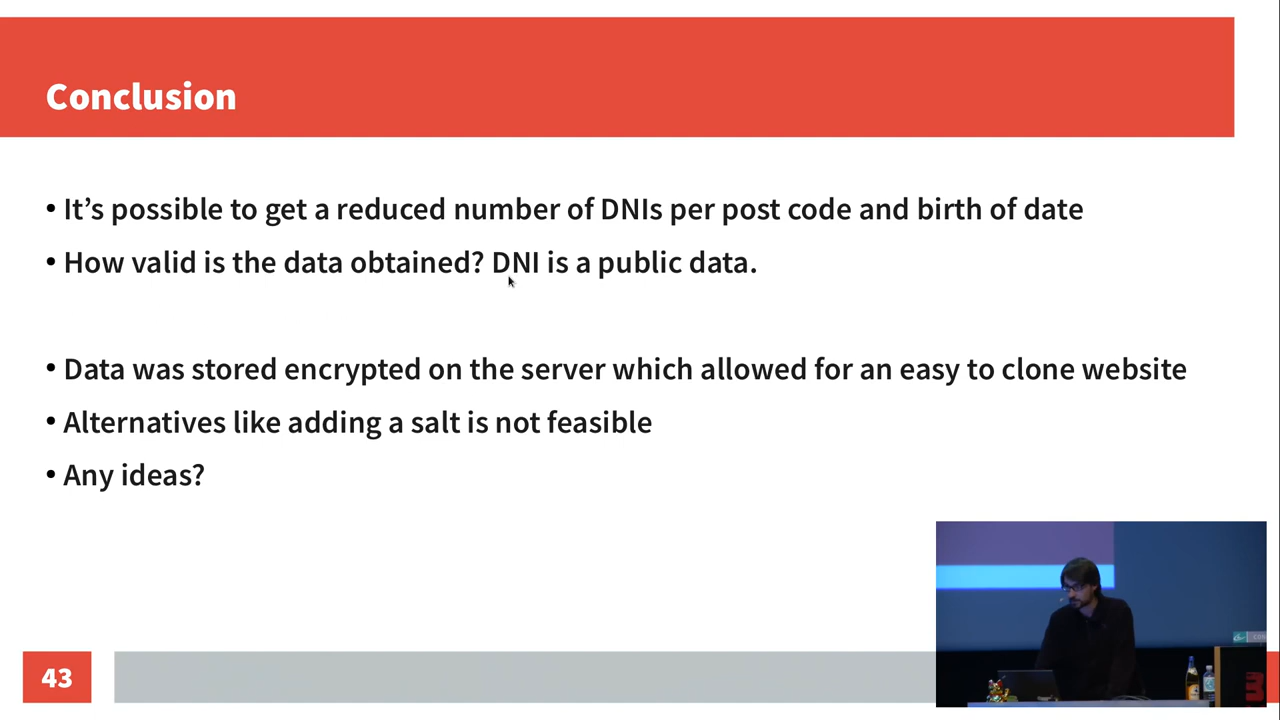 Conclusion
• It’s possible to get a reduced number of DNIs per post code and birth of date
• How valid is the data obtained? DNI is a public data.
• Data was stored encrypted on the server which allowed for an easy to clone website
• Alternatives like adding a salt is not feasible
• Any ideas?
43